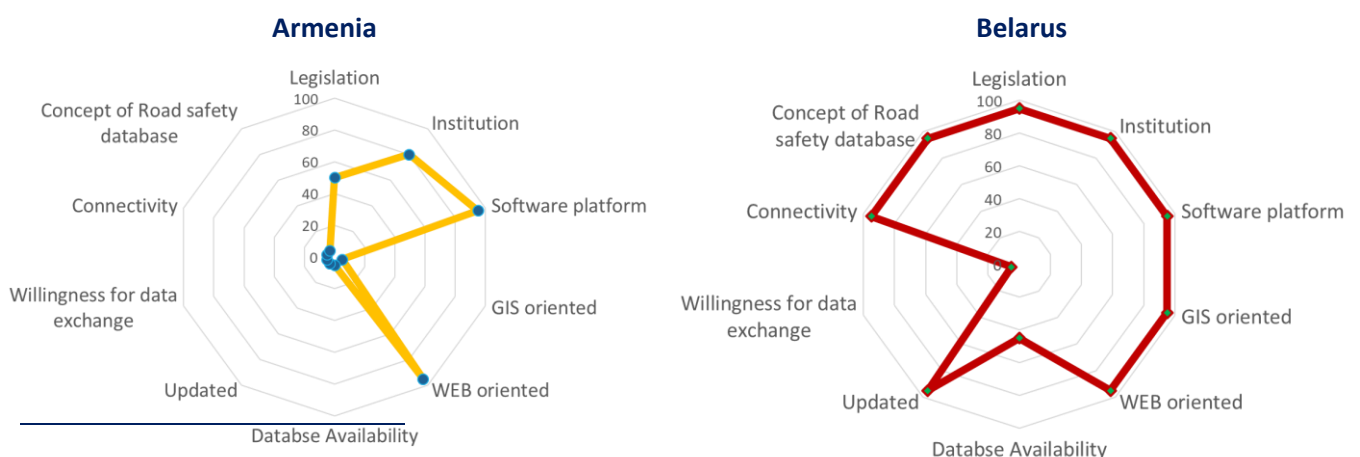 Armenia
Legislation
Concept of Road safety
database
Institution
Connectivity
Software platform
Willingness for data
exchange
GIS oriented
Updated
WEB oriented
Databse Availability
100
80
60
40
20
0
Belarus
Legislation
Concept of Road
safety database
Institution
Connectivity
Software platform
Willingness for data
exchange
GIS oriented
Updated
WEB oriented
Databse Availability
100
80
60
40
20
0